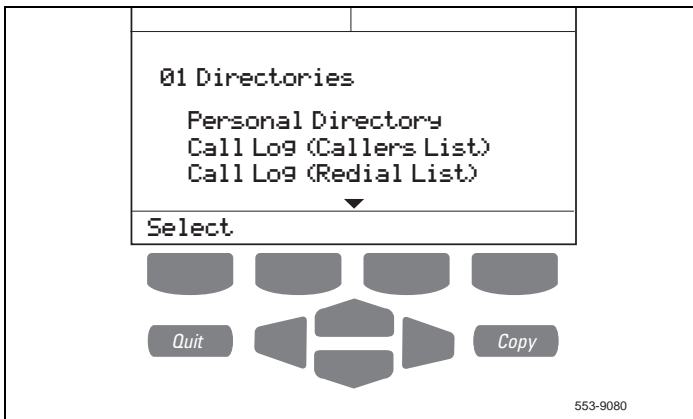 01 Directories
Personal Directory
Call Log (Callers List)
Call Log (Redial List)
Select
Quit
Copy
553-9080